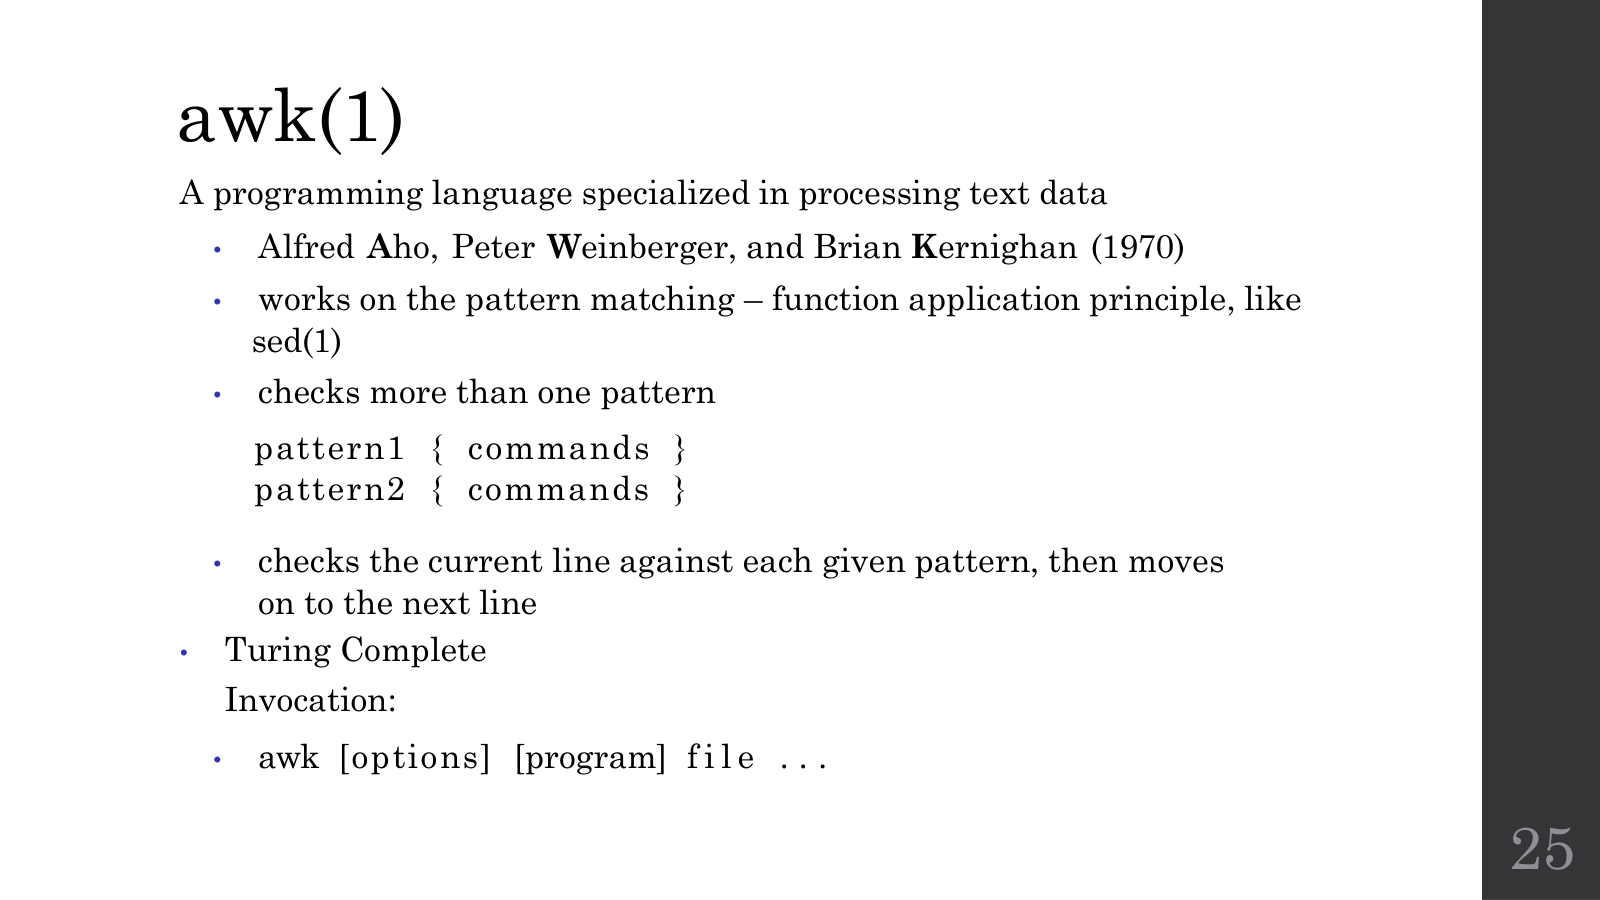 awk(1)
A programming language specialized in processing text data
• Alfred Aho, Peter Weinberger, and Brian Kernighan (1970)
• works on the pattern matching – function application principle, like
sed(1)
• checks more than one pattern
pattern1 { commands }
pattern2 { commands }
• checks the current line against each given pattern, then moves
on to the next line
• Turing Complete
Invocation:
• awk [options] [program] file ...
25